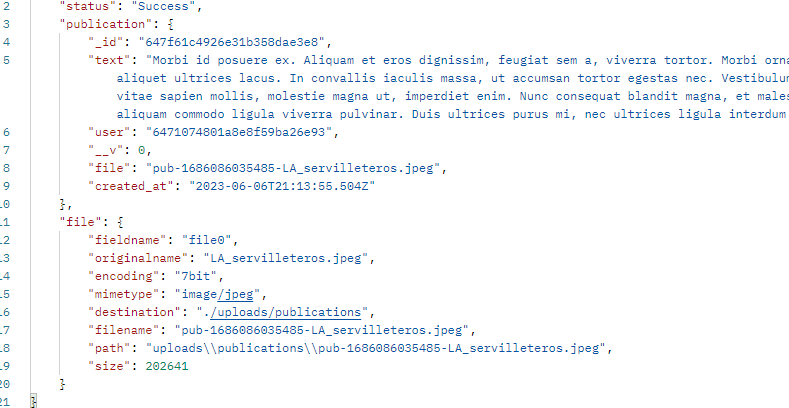 2 "status": "Success",
3 "publication": {
4 "_id": "647f61c4926e31b358dae3e8",
5 "text": "Morbi id posuere ex. Aliquam et eros dignissim, feugiat sem a, viverra tortor. Morbi orna
aliquet ultrices lacus. In convallis iaculis massa, ut accumsan tortor egestas nec. Vestibulum
vitae sapien mollis, molestie magna ut, imperdiet enim. Nunc consequat blandit magna, et males
aliquam commodo ligula viverra pulvinar. Duis ultrices purus mi, nec ultrices ligula interdum
6 "user": "6471074801a8e8f59ba26e93",
7 "__v": 0,
8 "file": "pub-1686086035485-LA_servilleteros.jpeg",
9 "created_at": "2023-06-06T21:13:55.504Z"
10 },
11 "file": {
12 "fieldname": "file0",
13 "originalname": "LA_servilleteros.jpeg",
14 "encoding": "7bit",
15 "mimetype": "image/jpeg",
16 "destination": "./uploads/publications",
17 "filename": "pub-1686086035485-LA_servilleteros.jpeg",
18 "path": "uploads\\publications\\pub-1686086035485-LA_servilleteros.jpeg",
19 "size": 202641
20 }
21 }